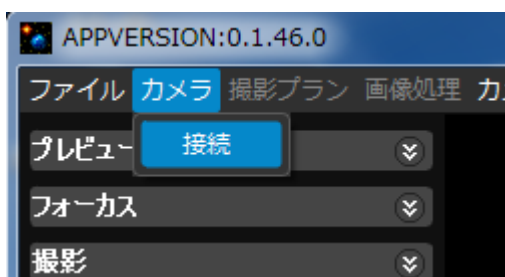 APPVERSION:0.1.46.0
ファイル カメラ 撮影プラン 画像処理
接続
プレビュー
フォーカス
撮影